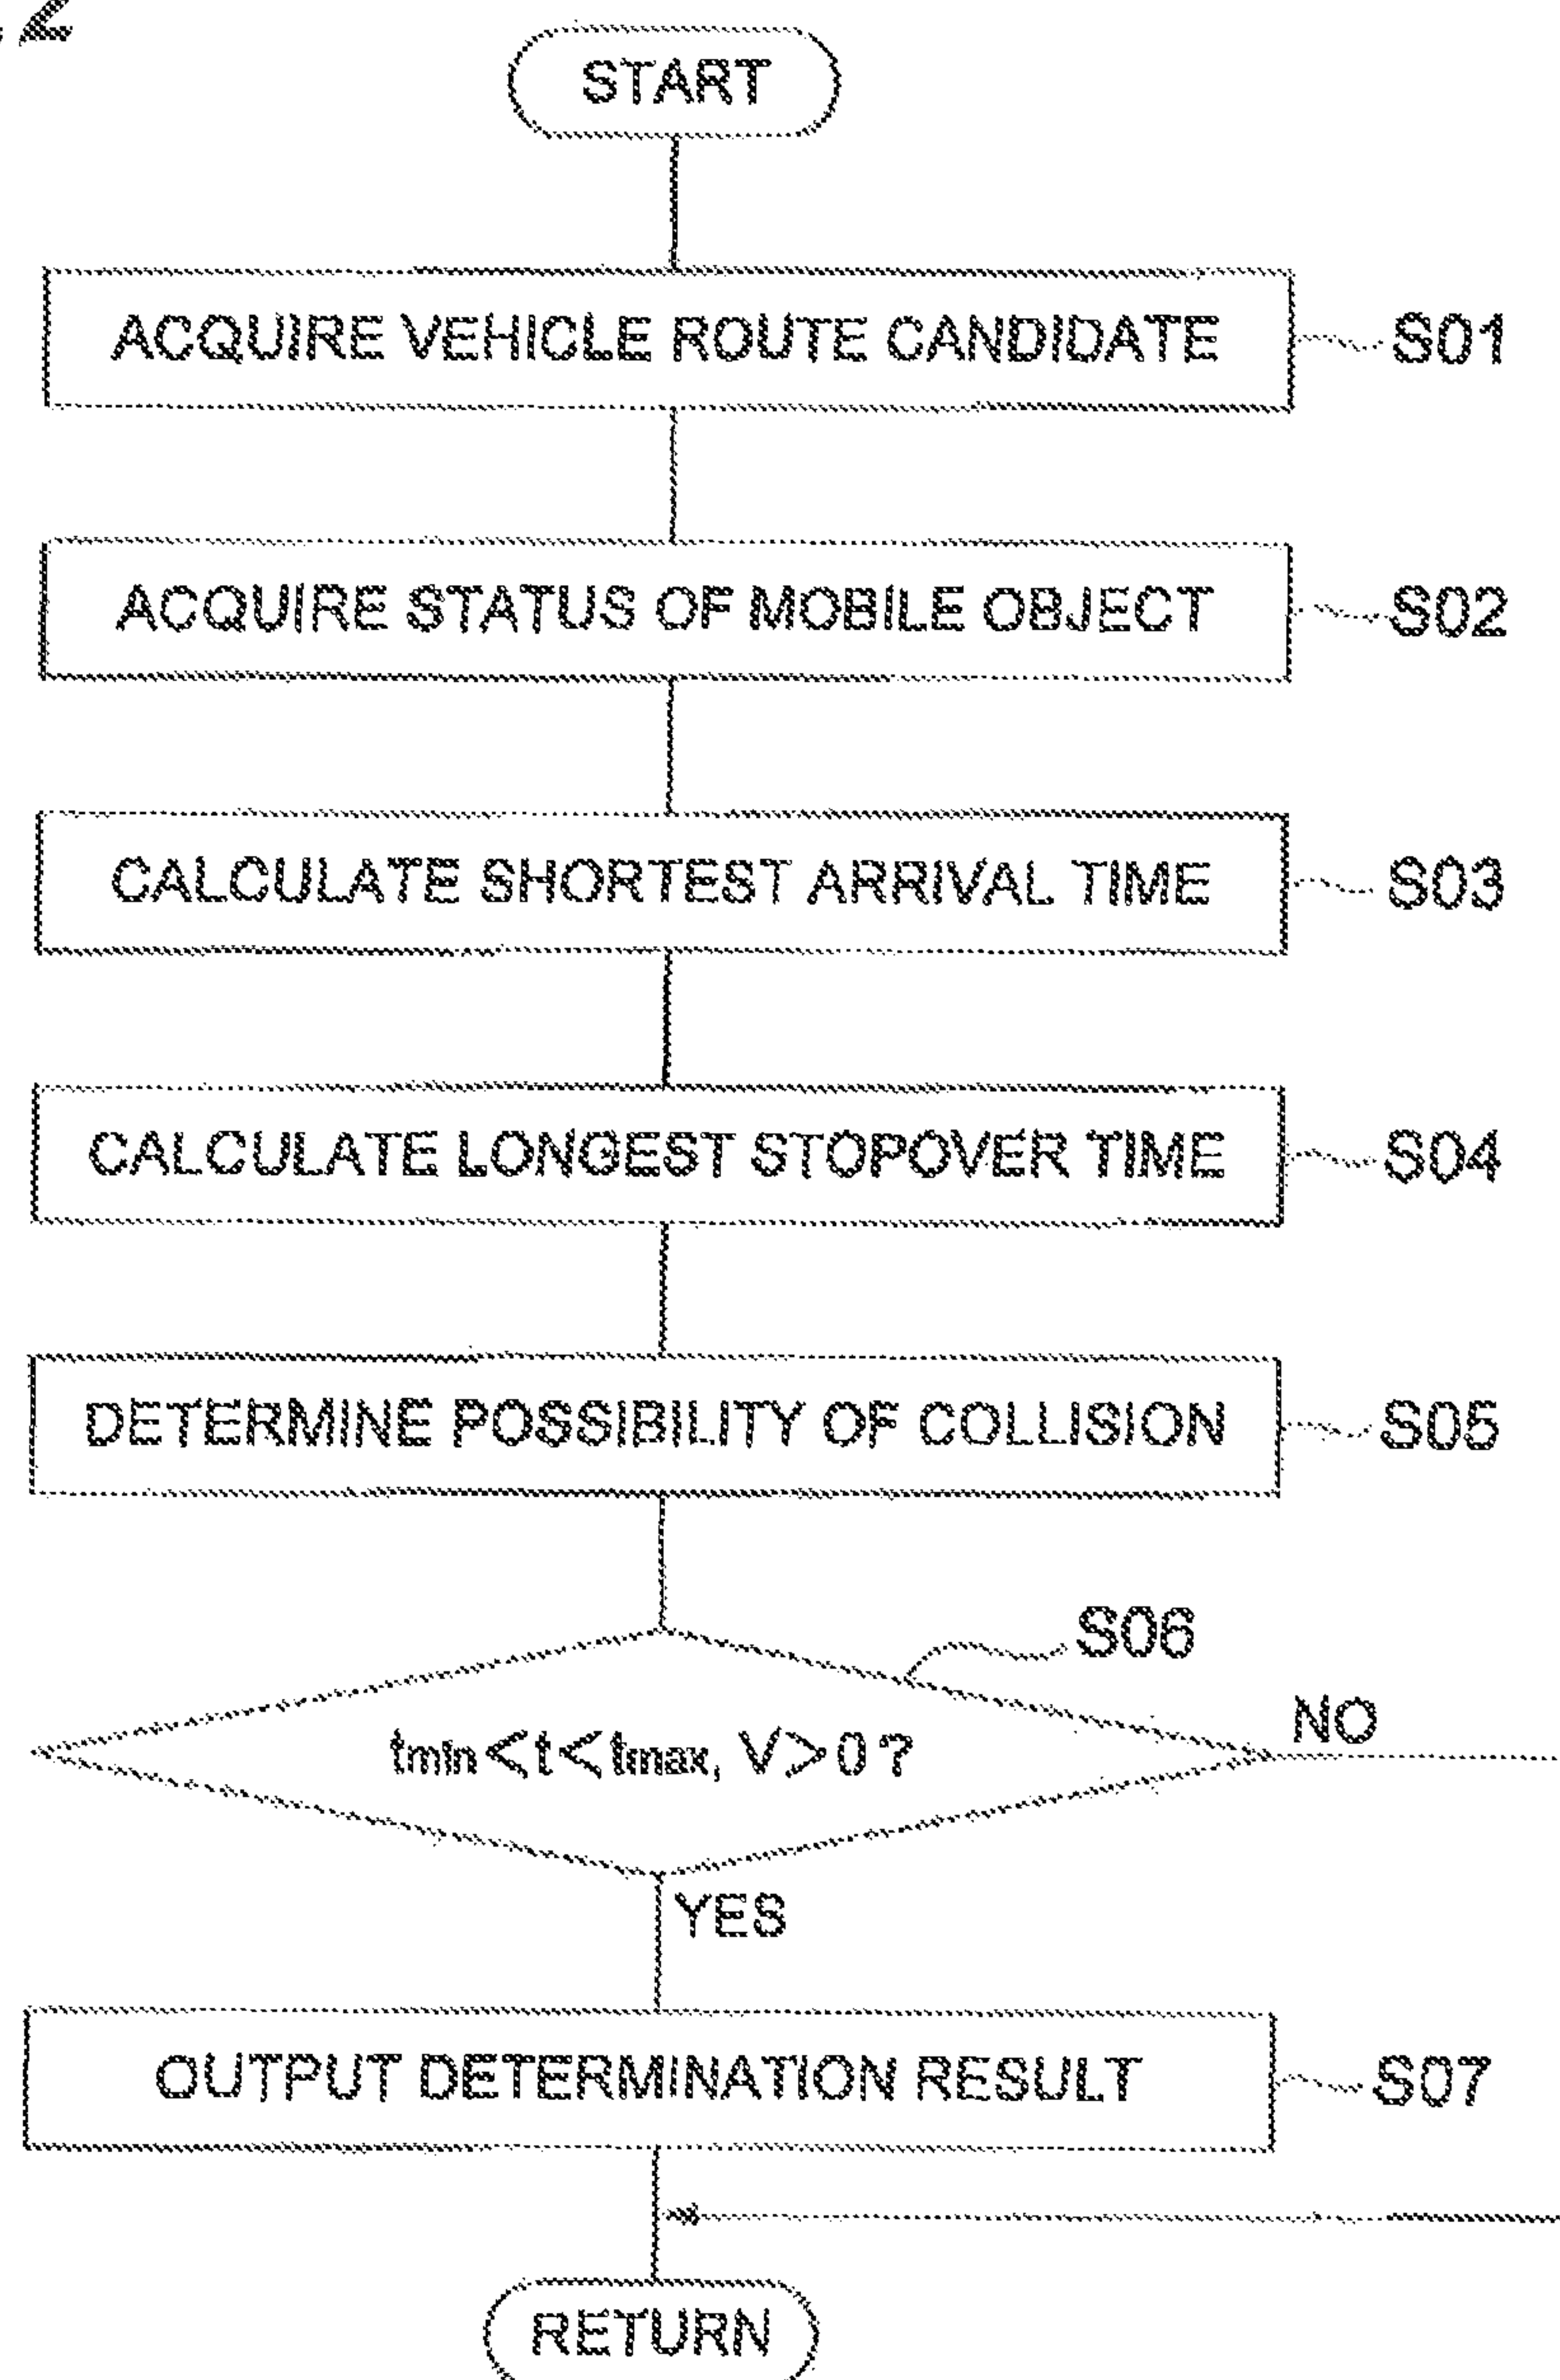 .2
START
ACQUIRE VEHICLE ROUTE CANDIDATE
S01
ACQUIRE STATUS OF MOBILE OBJECT
S02
CALCULATE SHORTEST ARRIVAL TIME
S03
CALCULATE LONGEST STOPOVER TIME
S04
DETERMINE POSSIBILITY OF COLLISION
S05
S06
tmin<t<tmax, V>0?
NO
YES
OUTPUT DETERMINATION RESULT
S07
RETURN